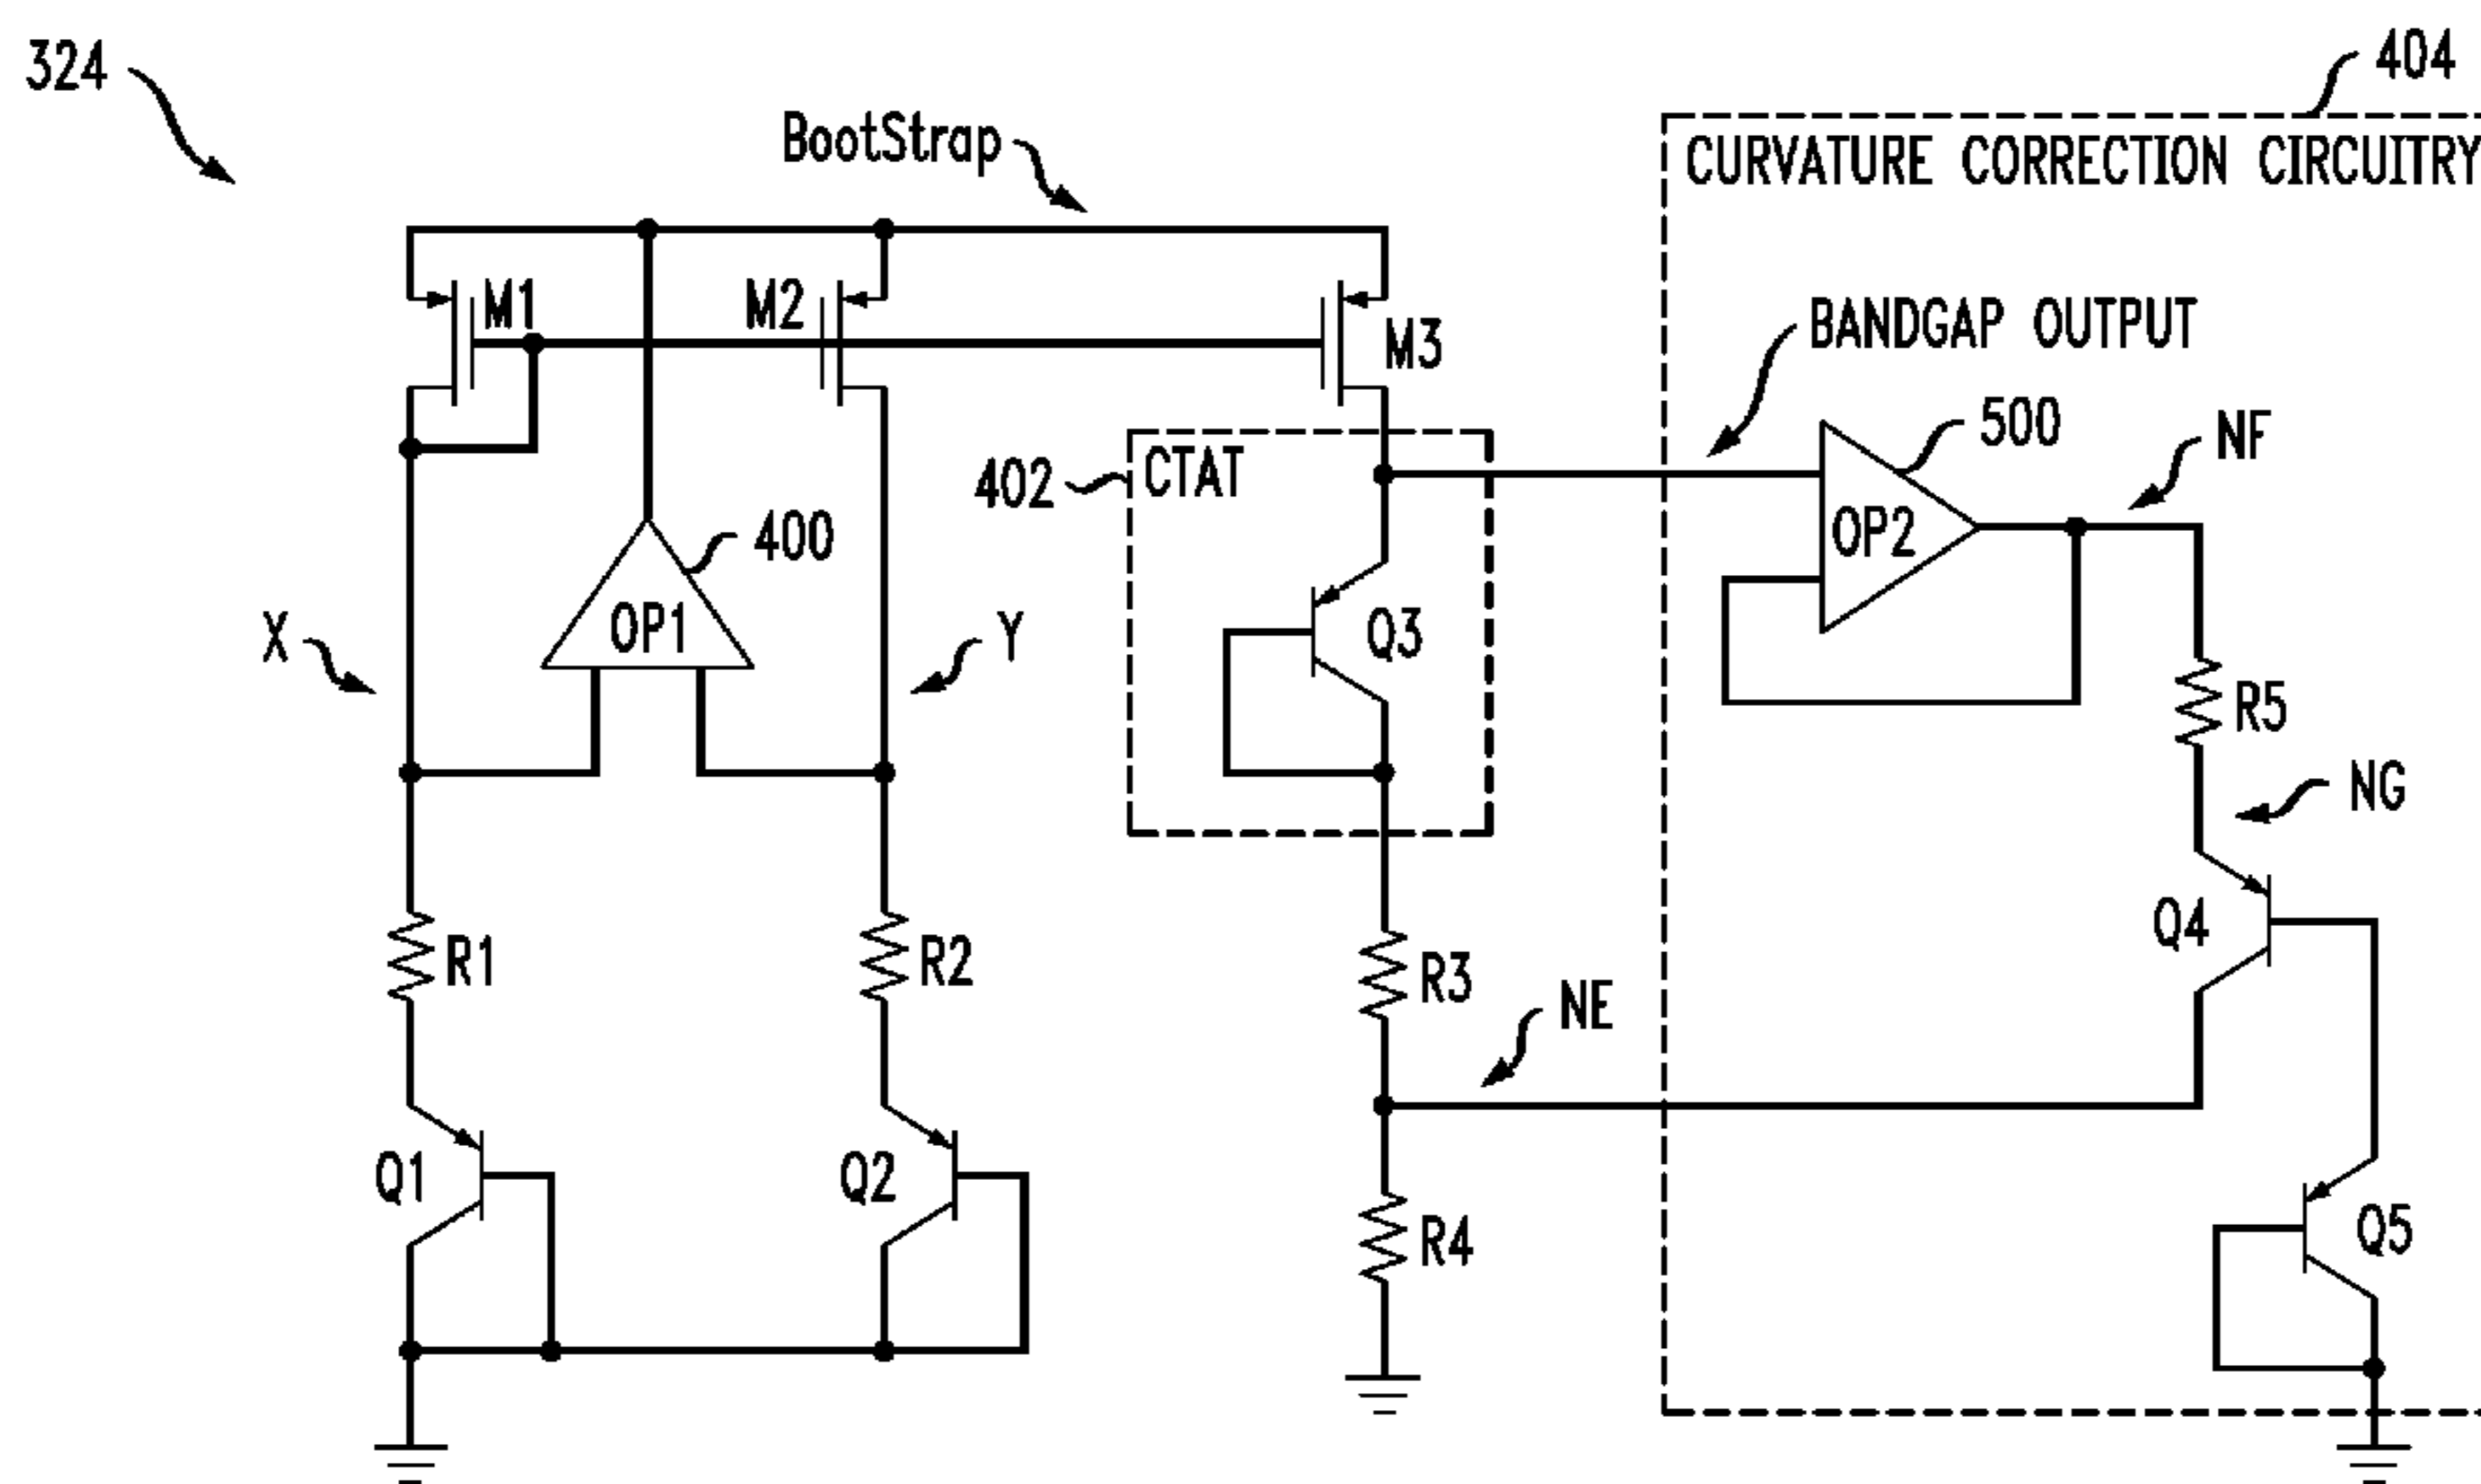 324
404
BootStrap
CURVATURE CORRECTION CIRCUITRY
M1
M2
M3
BANDGAP OUTPUT
500
NF
402
CTAT
OP2
400
OP1
X
Y
Q3
R5
NG
R1
R2
R3
Q4
NE
Q1
Q2
R4
Q5